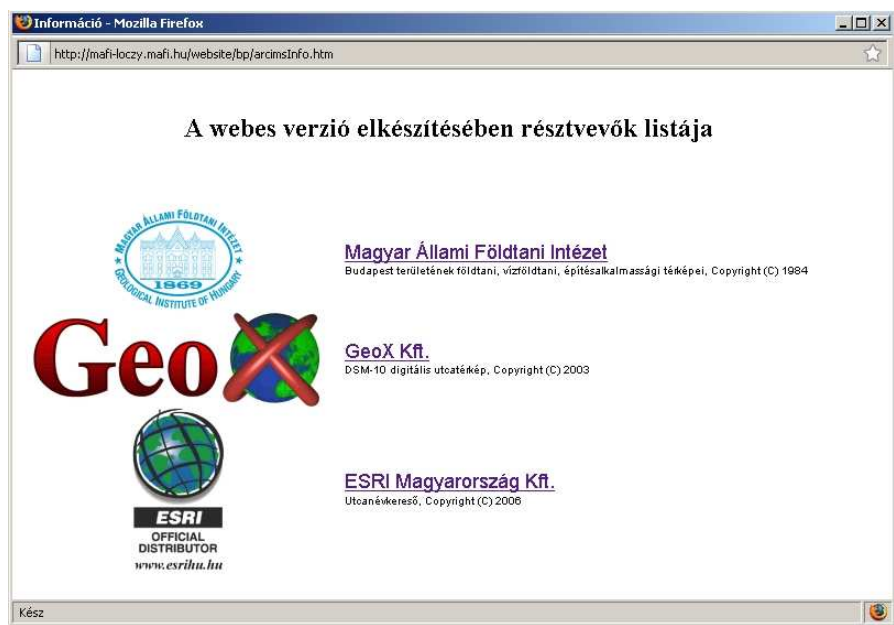 Információ - Mozilla Firefox
http://mafi-loczy.mafi.hu/website/bp/arcimsInfo.htm
A webes verzió elkészítésében résztvevők listája
MAGYAR ÁLLAMI FÖLDTANI INTÉZET
1869
GEOLOGICAL INSTITUTE OF HUNGARY
Magyar Állami Földtani Intézet
Budapest területének földtani, vízföldtani, építésalkalmassági térképei, Copyright (C) 1984
GeoX
GeoX Kft.
DSM-10 digitális utcatérkép, Copyright (C) 2003
ESRI
OFFICIAL
DISTRIBUTOR
www.esrihu.hu
ESRI Magyarország Kft.
Utcanévkereső, Copyright (C) 2006
Kész